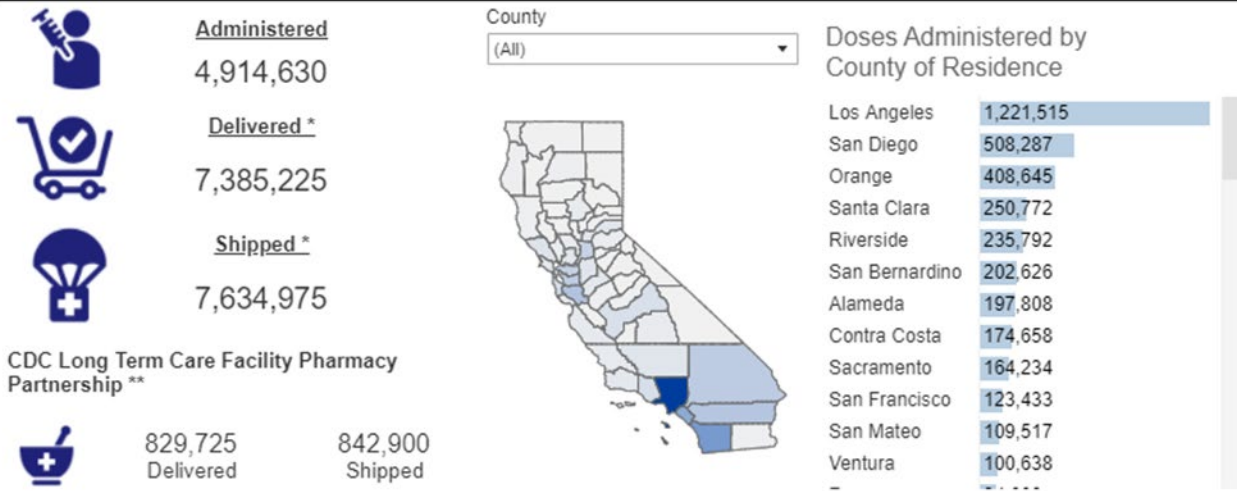 Administered
4,914,630
Delivered *
7,385,225
Shipped *
7,634,975
CDC Long Term Care Facility Pharmacy
Partnership **
829,725
Delivered
842,900
Shipped
County
(All)
Doses Administered by
County of Residence
Los Angeles 1,221,515
San Diego 508,287
Orange 408,645
Santa Clara 250,772
Riverside 235,792
San Bernardino 202,626
Alameda 197,808
Contra Costa 174,658
Sacramento 164,234
San Francisco 123,433
San Mateo 109,517
Ventura 100,638